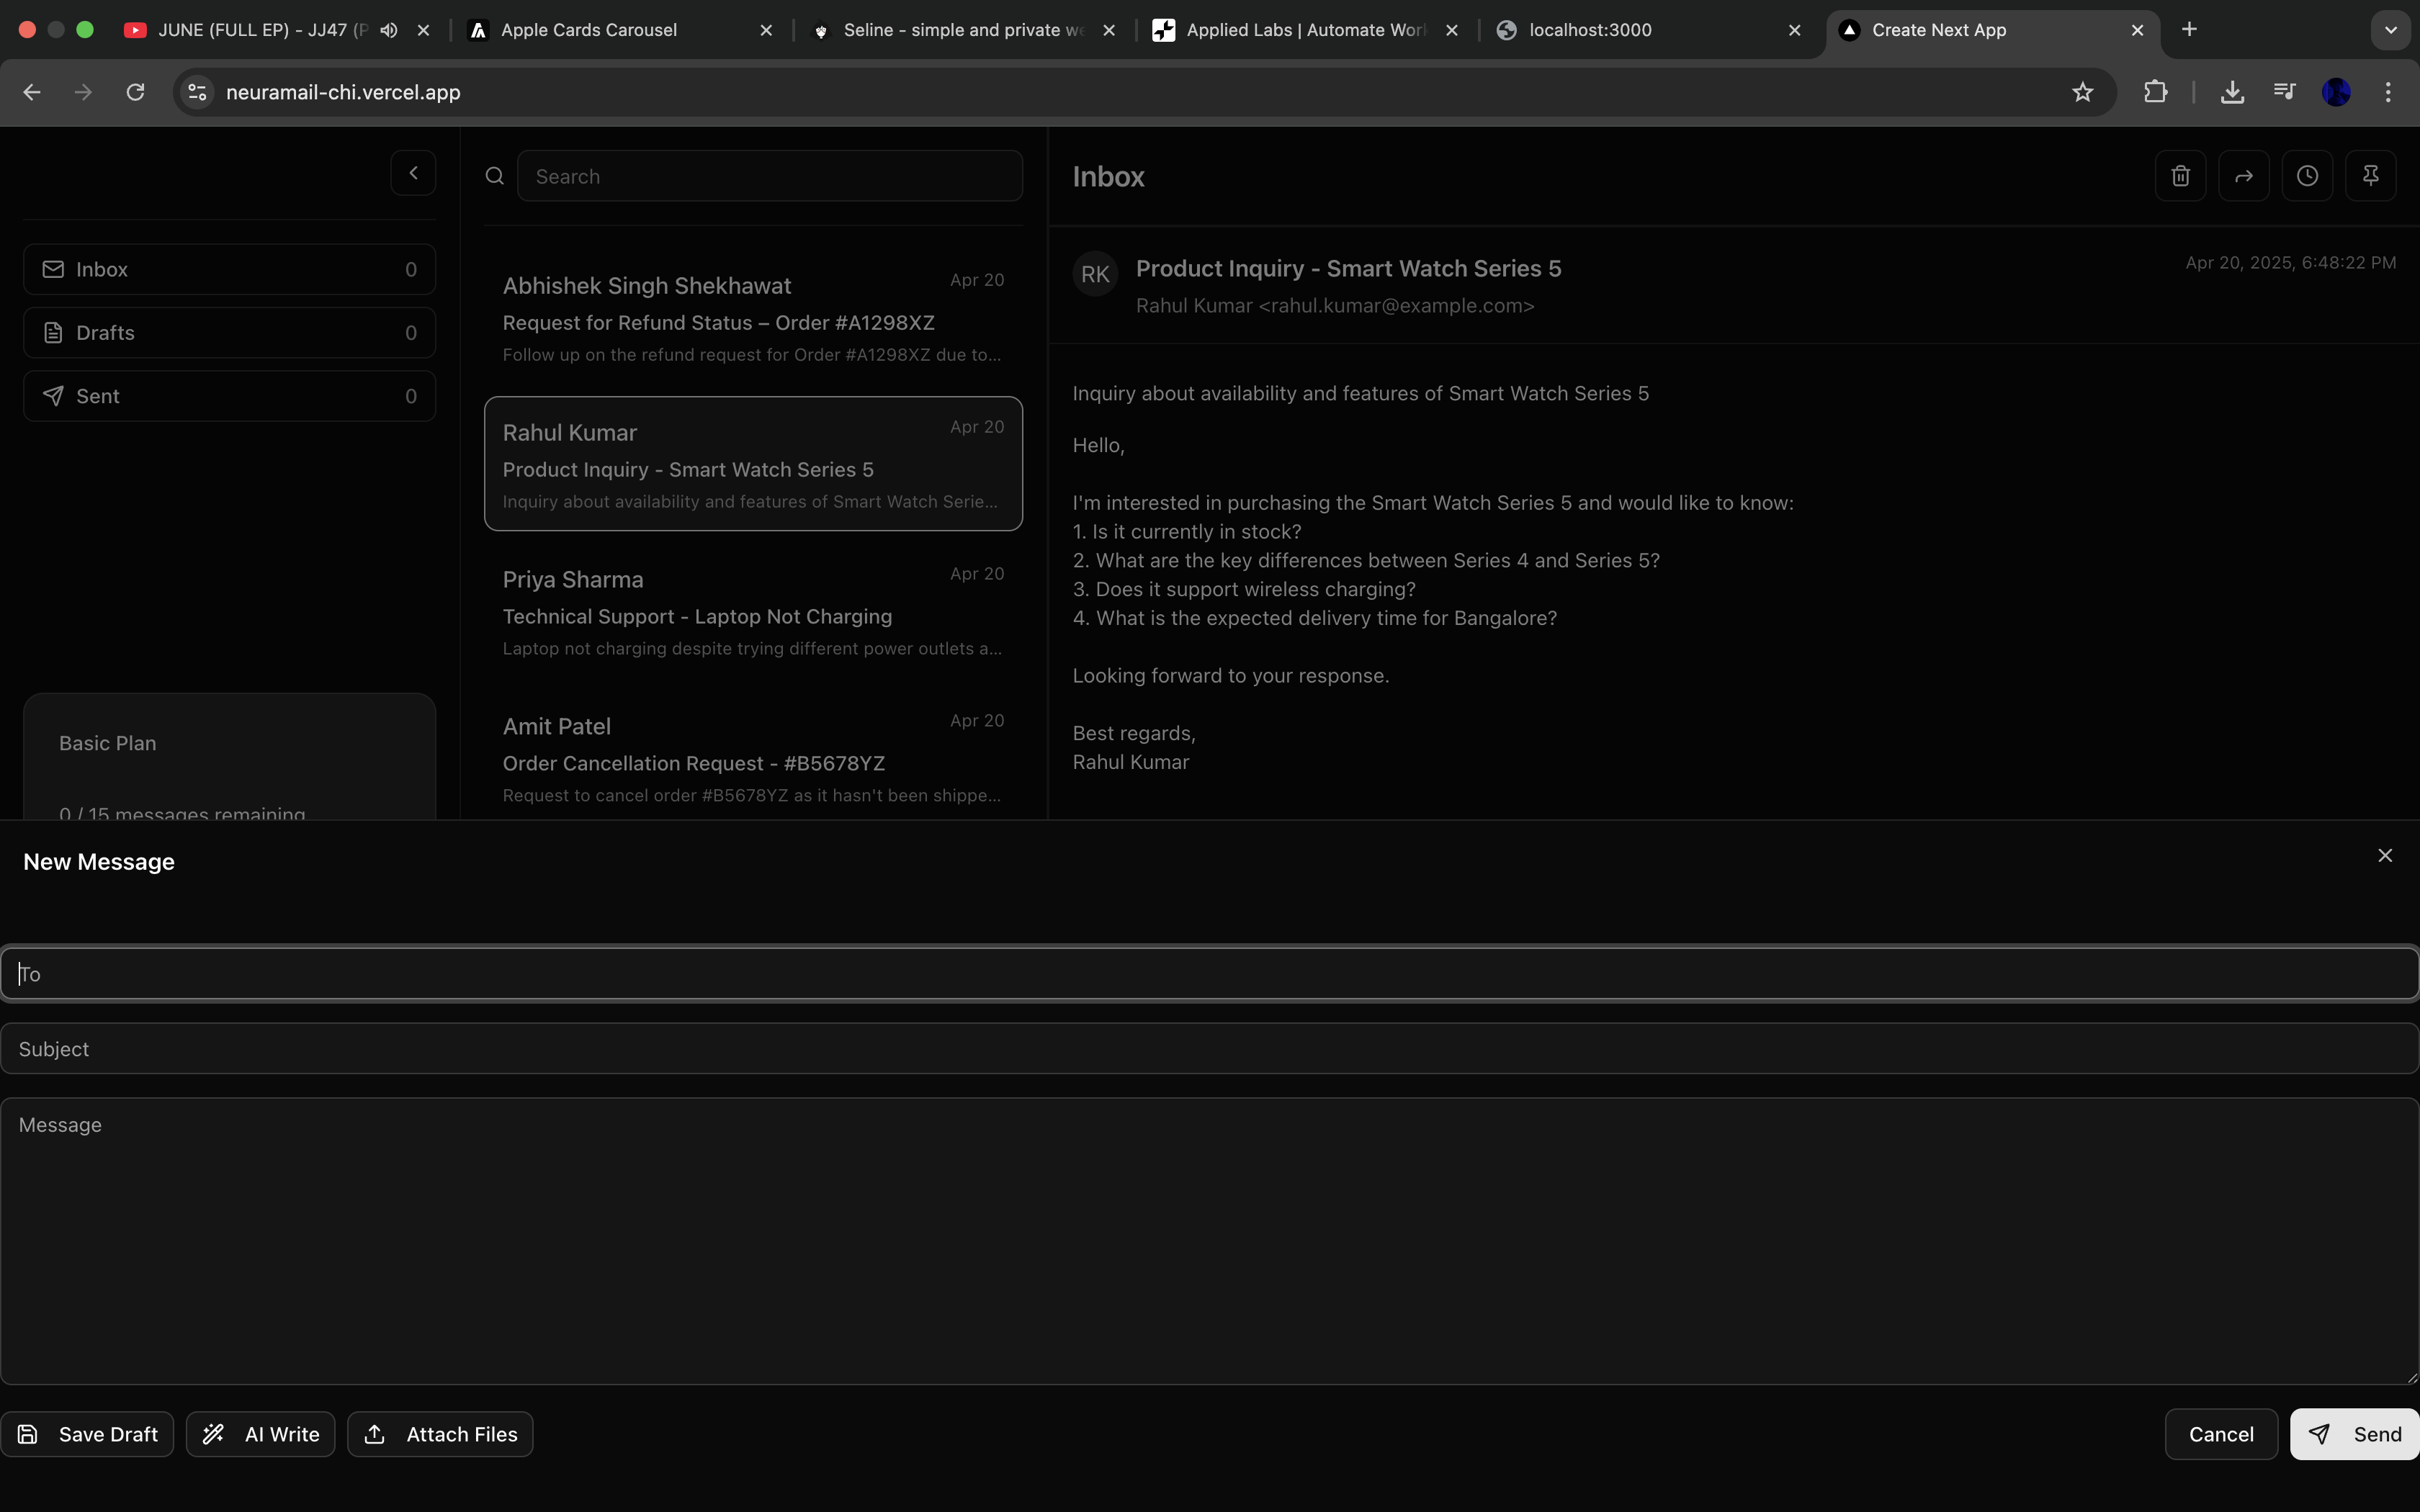 JUNE (FULL EP) - JJ47 (P
Apple Cards Carousel
Seline - simple and private we
Applied Labs | Automate Wor
localhost:3000
Create Next App
neuramail-chi.vercel.app
Inbox 0
Drafts 0
Sent 0
Basic Plan
0 / 15 messages remaining
Search
Abhishek Singh Shekhawat Apr 20
Request for Refund Status – Order #A1298XZ
Follow up on the refund request for Order #A1298XZ due to...
Rahul Kumar Apr 20
Product Inquiry - Smart Watch Series 5
Inquiry about availability and features of Smart Watch Serie...
Priya Sharma Apr 20
Technical Support - Laptop Not Charging
Laptop not charging despite trying different power outlets a...
Amit Patel Apr 20
Order Cancellation Request - #B5678YZ
Request to cancel order #B5678YZ as it hasn't been shippe...
Inbox
RK
Product Inquiry - Smart Watch Series 5
Apr 20, 2025, 6:48:22 PM
Rahul Kumar <rahul.kumar@example.com>
Inquiry about availability and features of Smart Watch Series 5
Hello,
I'm interested in purchasing the Smart Watch Series 5 and would like to know:
1. Is it currently in stock?
2. What are the key differences between Series 4 and Series 5?
3. Does it support wireless charging?
4. What is the expected delivery time for Bangalore?
Looking forward to your response.
Best regards,
Rahul Kumar
New Message
To
Subject
Message
Save Draft
AI Write
Attach Files
Cancel
Send